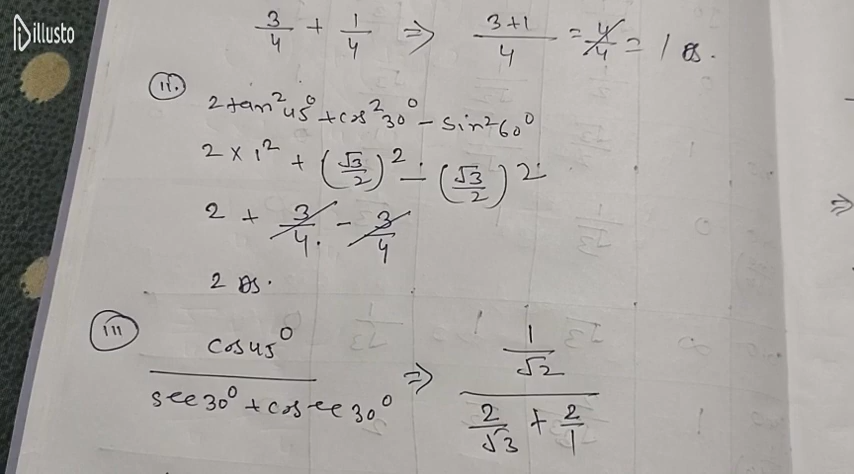 illusto
3/4 + 1/4 ⇒ (3+1)/4 = 4/4 = 1
ii.
2tan²45° + cos²30° - sin²60°
2 × 1² + (√3/2)² - (√3/2)²
2 + 3/4 - 3/4
2
iii
cos45° / (sec30° + cosec30°) ⇒ (1/√2) / (2/√3 + 2/1)
⇒